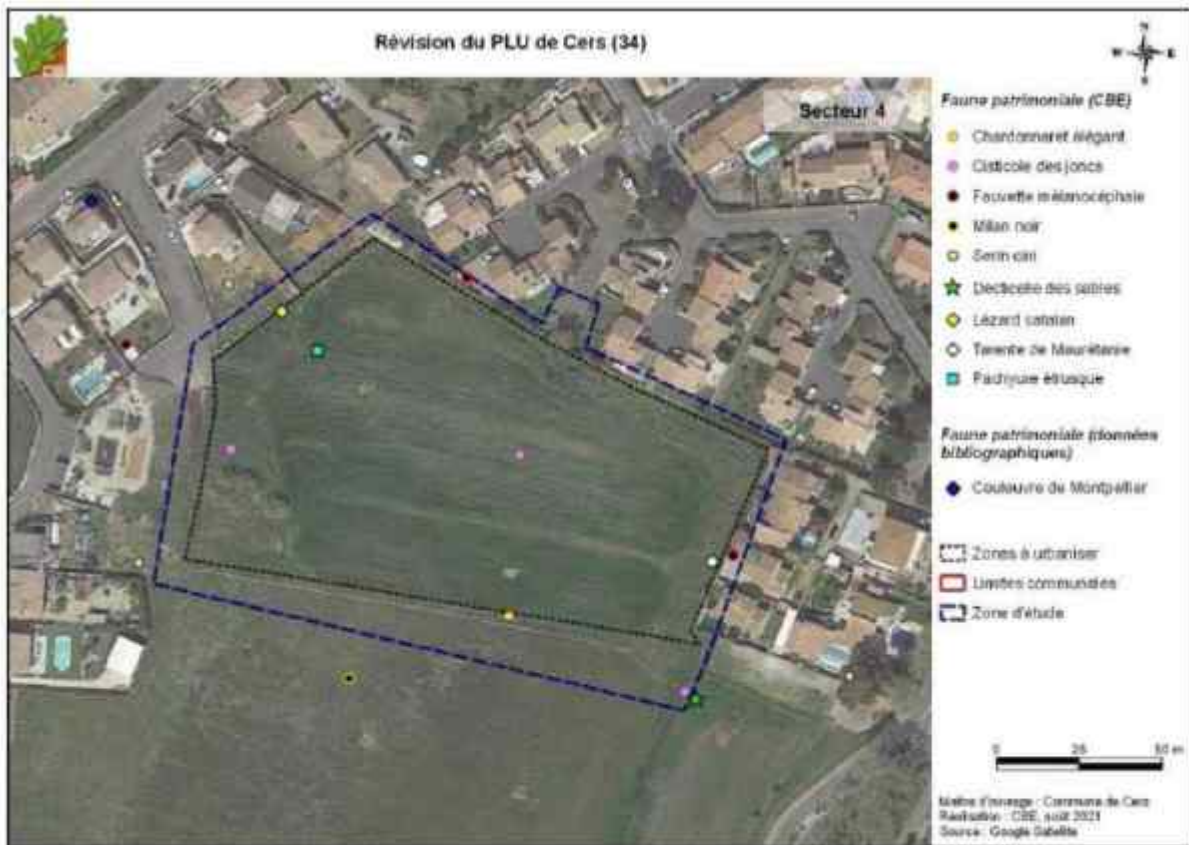 Révision du PLU de Cers (34)
N
W E
S
Secteur 4
Faune patrimoniale (CBE)
Chardonneret élégant
Cisticole des joncs
Fauvette mélanocéphale
Milan noir
Serin cini
Decticelle des sables
Lézard catalan
Tarente de Maurétanie
Pachyure étrusque
Faune patrimoniale (données
bibliographiques)
Couleuvre de Montpellier
Zones à urbaniser
Limites communales
Zone d'étude
0 25 50 m
Maître d'ouvrage : Commune de Cers
Réalisation : CBE, août 2021
Source : Google Satellite